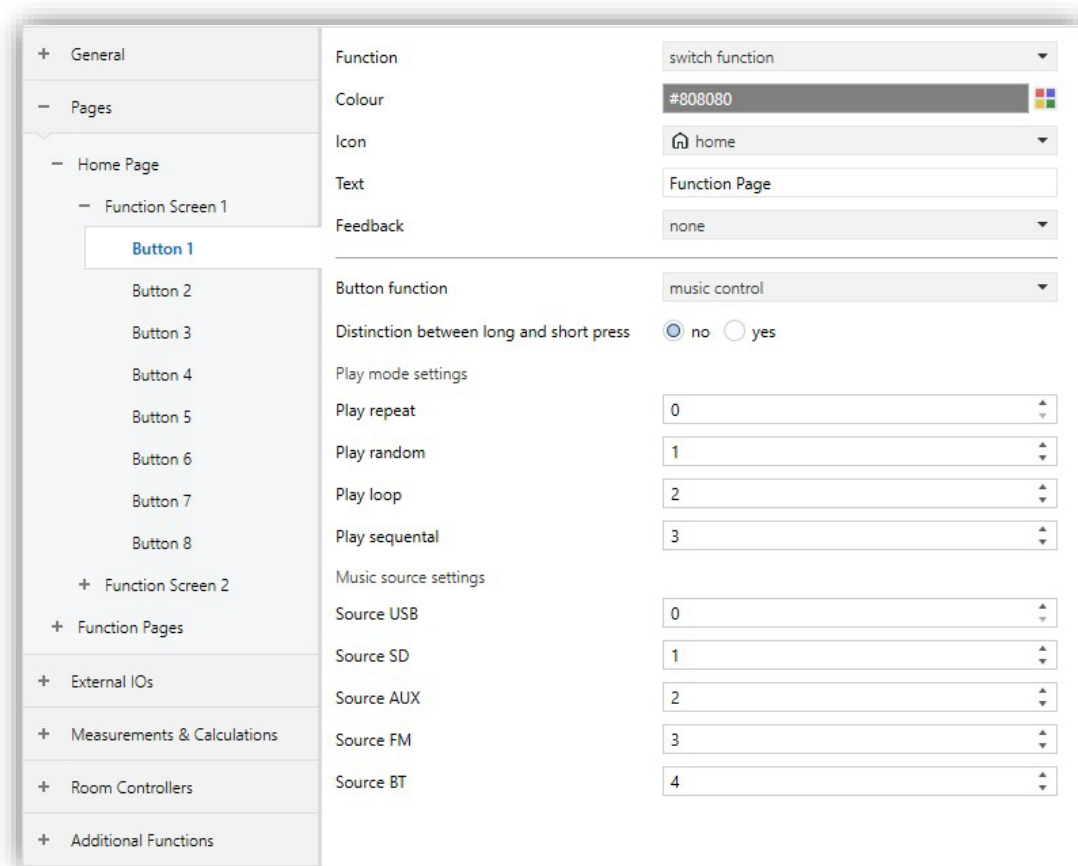 General
Pages
Home Page
Function Screen 1
Button 1
Button 2
Button 3
Button 4
Button 5
Button 6
Button 7
Button 8
Function Screen 2
Function Pages
External IOs
Measurements & Calculations
Room Controllers
Additional Functions
Function switch function
Colour #808080
Icon home
Text Function Page
Feedback none
Button function music control
Distinction between long and short press no yes
Play mode settings
Play repeat 0
Play random 1
Play loop 2
Play sequental 3
Music source settings
Source USB 0
Source SD 1
Source AUX 2
Source FM 3
Source BT 4